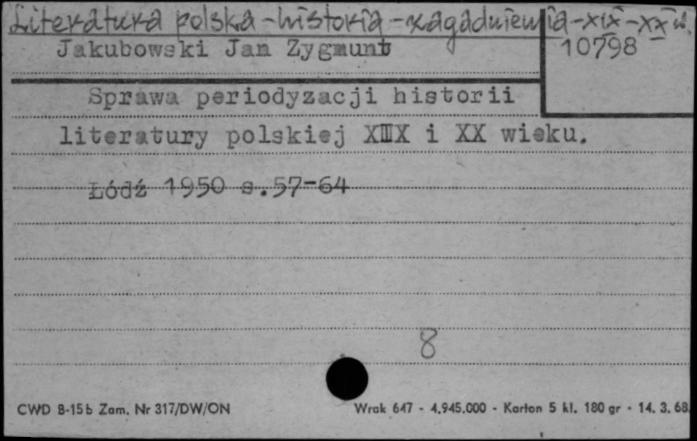 Literatura polska - historia - zagadnienia - XIX - XX w.
Jakubowski Jan Zygmunt
10798
Sprawa periodyzacji historii
literatury polskiej XIX i XX wieku.
Łódź 1950 s.57-64
8
CWD 8-15b Zam. Nr 317/DW/ON
Wrak 647 - 4.945.000 - Karton 5 kl. 180 gr - 14. 3. 68